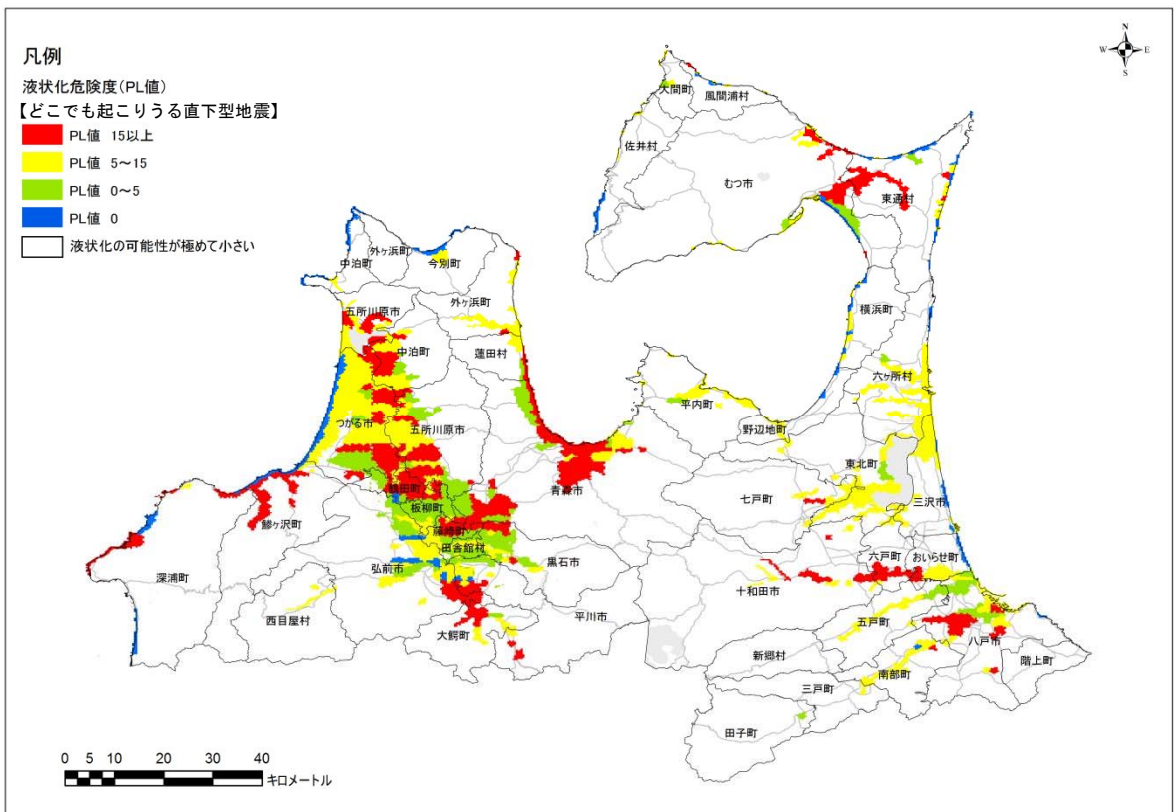 凡例
液状化危険度(PL値)
【どこでも起こりうる直下型地震】
PL値 15以上
PL値 5~15
PL値 0~5
PL値 0
液状化の可能性が極めて小さい
N
W E
S
大間町
風間浦村
佐井村
むつ市
東通村
中泊町
外ヶ浜町
今別町
外ヶ浜町
五所川原市
中泊町
蓬田村
横浜町
六ヶ所村
平内町
つがる市
五所川原市
野辺地町
東北町
青森市
鶴田町
板柳町
七戸町
三沢市
鰺ヶ沢町
藤崎町
田舎館村
黒石市
六戸町
おいらせ町
弘前市
深浦町
十和田市
西目屋村
平川市
大鰐町
五戸町
八戸市
新郷村
階上町
南部町
三戸町
田子町
0 5 10 20 30 40
キロメートル